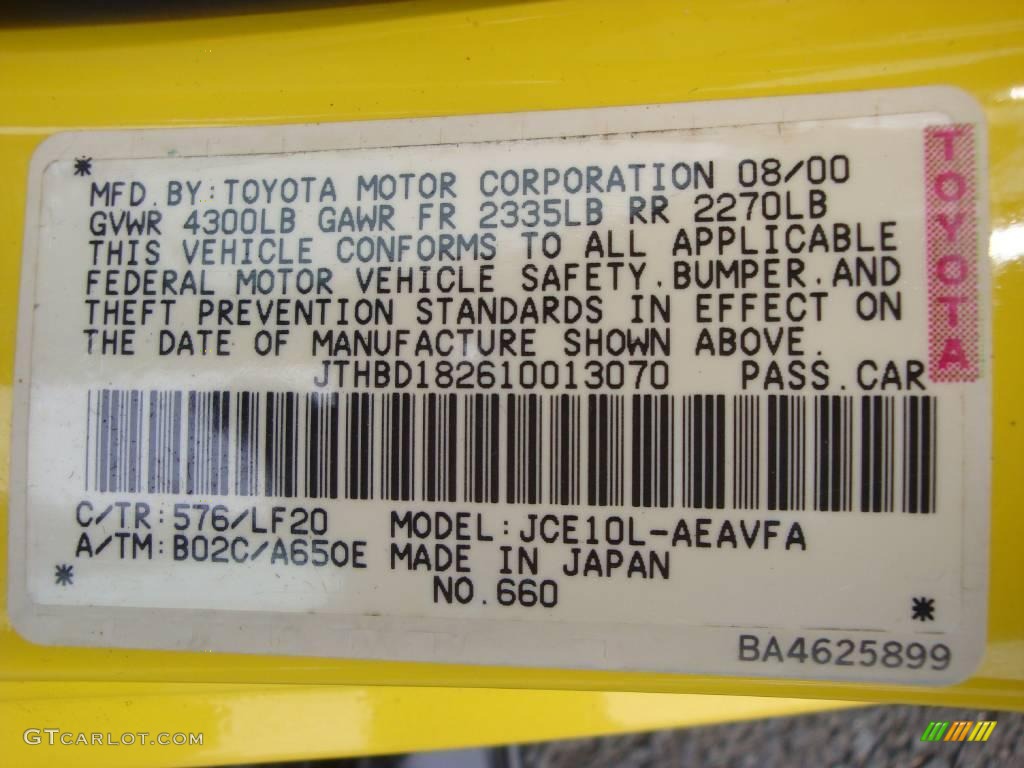 *
MFD. BY: TOYOTA MOTOR CORPORATION 08/00
GVWR 4300LB GAWR FR 2335LB RR 2270LB
THIS VEHICLE CONFORMS TO ALL APPLICABLE
FEDERAL MOTOR VEHICLE SAFETY. BUMPER. AND
THEFT PREVENTION STANDARDS IN EFFECT ON
THE DATE OF MANUFACTURE SHOWN ABOVE.
JTHBD182610013070 PASS. CAR
TOYOTA
C/TR: 576/LF20 MODEL: JCE10L-AEAVFA
A/TM: B02C/A650E MADE IN JAPAN
* NO. 660 *
BA4625899
GTCARLOT.COM